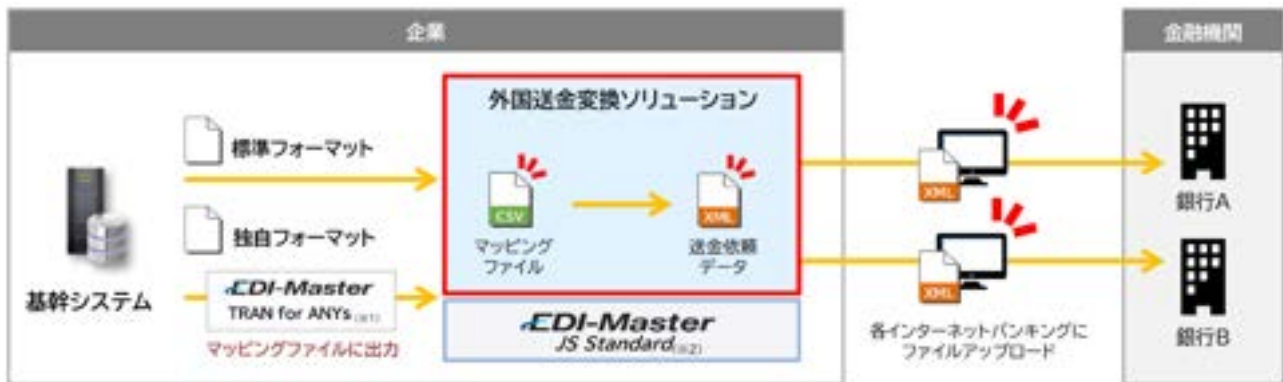 企業
金融機関
外国送金変換ソリューション
標準フォーマット
独自フォーマット
CSV
XML
マッピング
ファイル
送金依頼
データ
基幹システム
EDI-Master
TRAN for ANYs(※1)
マッピングファイルに出力
EDI-Master
JS Standard(※2)
XML
XML
各インターネットバンキングに
ファイルアップロード
銀行A
銀行B